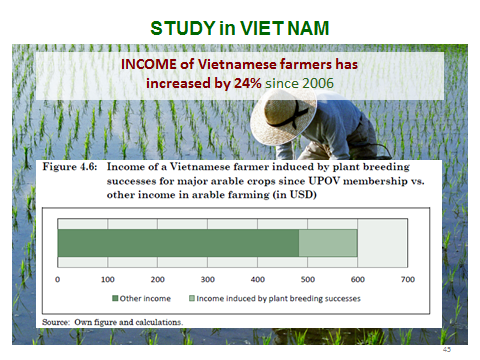 STUDY in VIET NAM
INCOME of Vietnamese farmers has
increased by 24% since 2006
Figure 4.6: Income of a Vietnamese farmer induced by plant breeding
successes for major arable crops since UPOV membership vs.
other income in arable farming (in USD)
0 100 200 300 400 500 600 700
Other income Income induced by plant breeding successes
Source: Own figure and calculations.
45